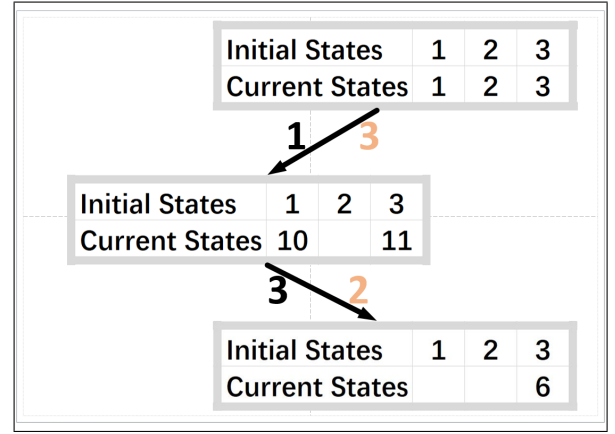 Initial States 1 2 3
Current States 1 2 3
1 3
Initial States 1 2 3
Current States 10 11
3 2
Initial States 1 2 3
Current States 6